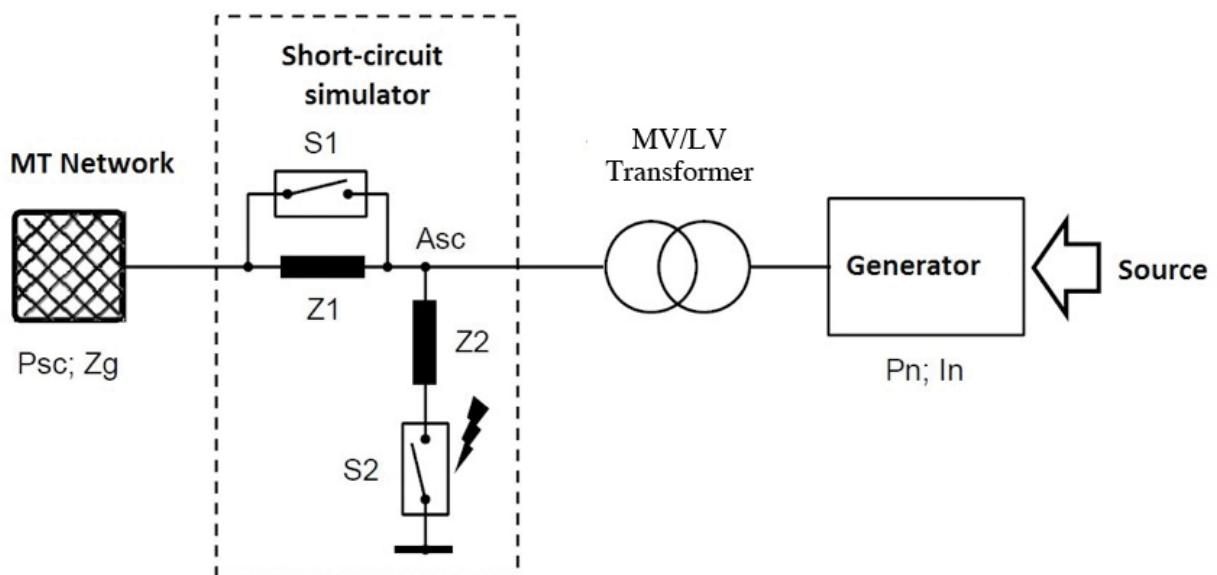 Short-circuit
simulator
S1
MT Network
Z1
Asc
MV/LV
Transformer
Generator
Source
Psc; Zg
Z2
S2
Pn; In